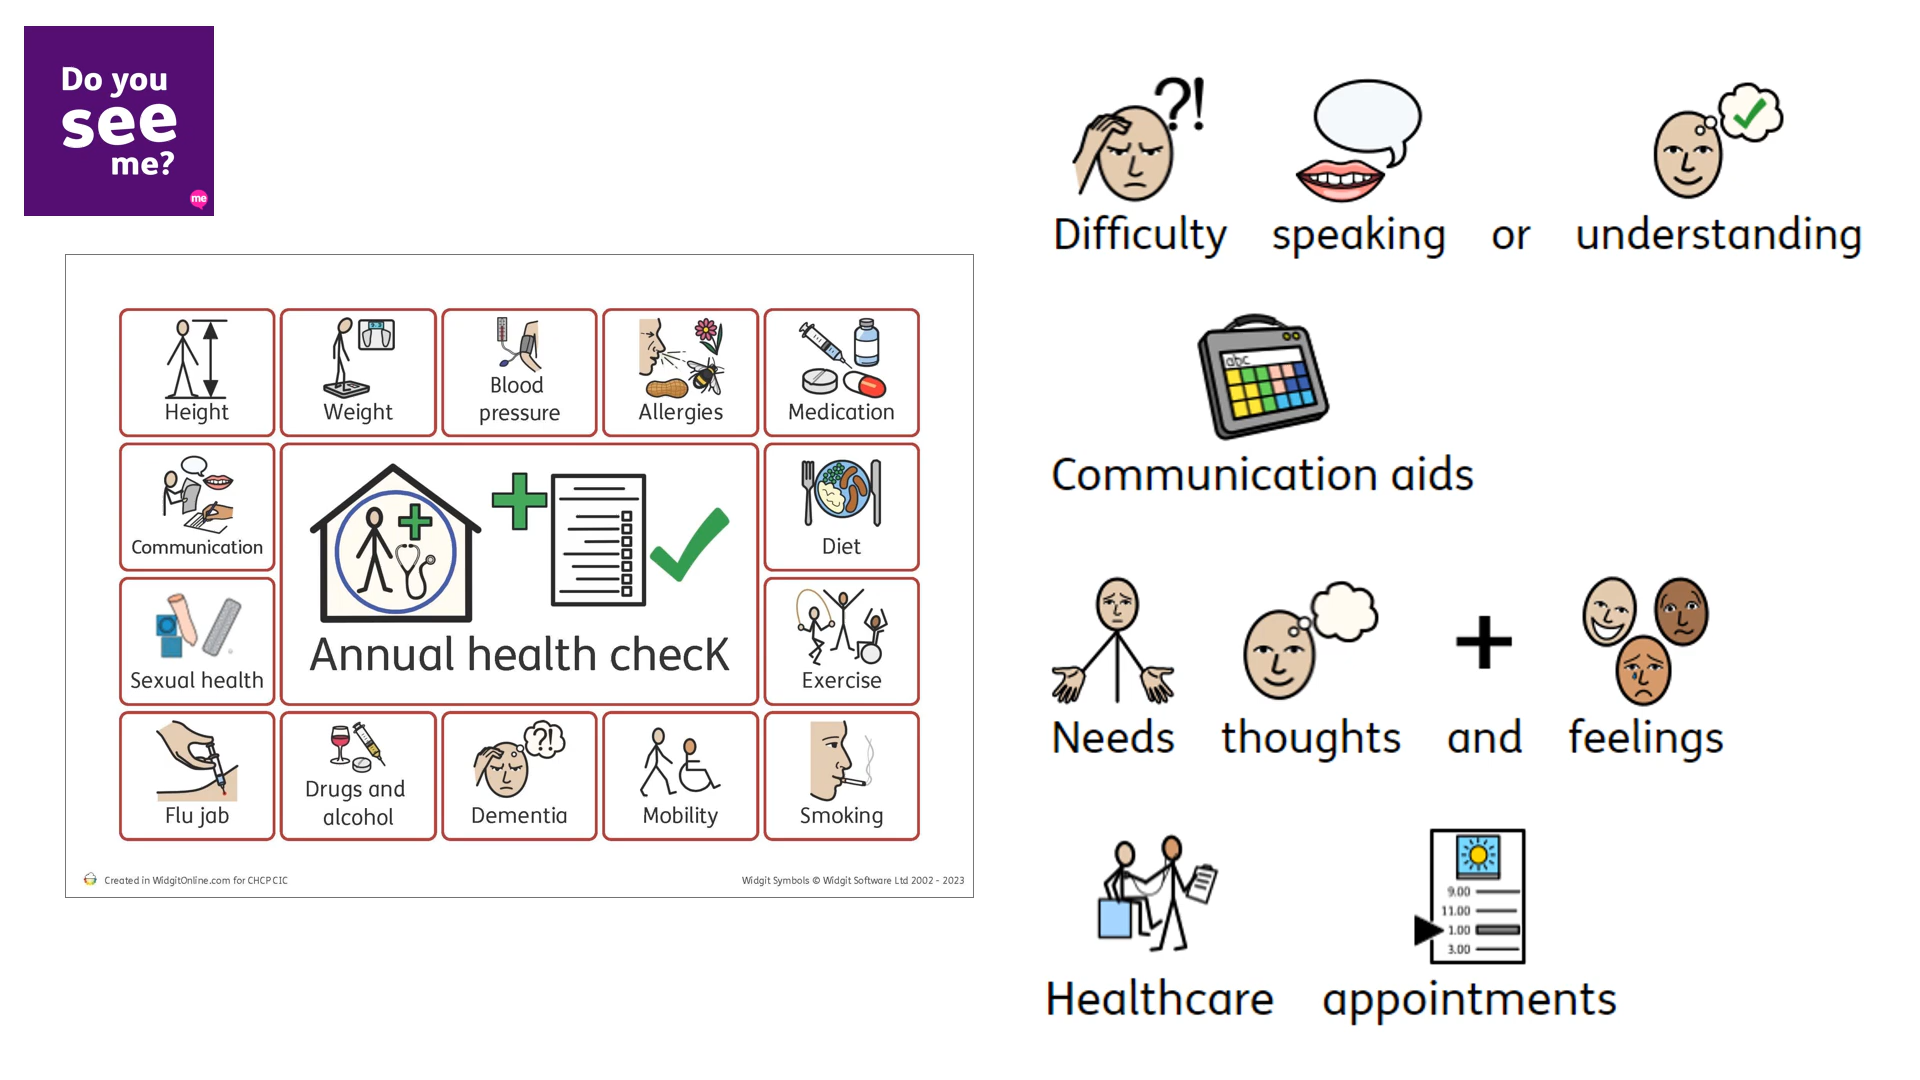 Do you
see
me?
me
Height
Weight
Blood
pressure
Allergies
Medication
Communication
Annual health checK
Diet
Sexual health
Exercise
Flu jab
Drugs and
alcohol
?!
Dementia
Mobility
Smoking
Created in WidgitOnline.com for CHCP CIC
Widgit Symbols © Widgit Software Ltd 2002 - 2023
?!
Difficulty speaking or understanding
abc
Communication aids
Needs thoughts and feelings
9.00
11.00
1.00
3.00
Healthcare appointments